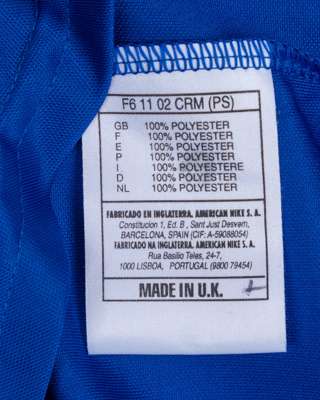 F6 11 02 CRM (PS)
GB 100% POLYESTER
F 100% POLYESTER
E 100% POLYESTER
P 100% POLYESTER
I. 100% POLYESTERE
D 100% POLYESTER
NL 100% POLYESTER
FABRICADO EN INGLATERRA. AMERICAN NIKE S. A.
Constitucion 1, Ed. B , Sant Just Desvern,
BARCELONA, SPAIN (CIF: A-59088054)
FABRICADO NA INGLATERRA. AMERICAN NIKE S. A.
Rua Basilio Teles, 24-7,
1000 LISBOA, PORTUGAL (9800 79454)
MADE IN U.K.